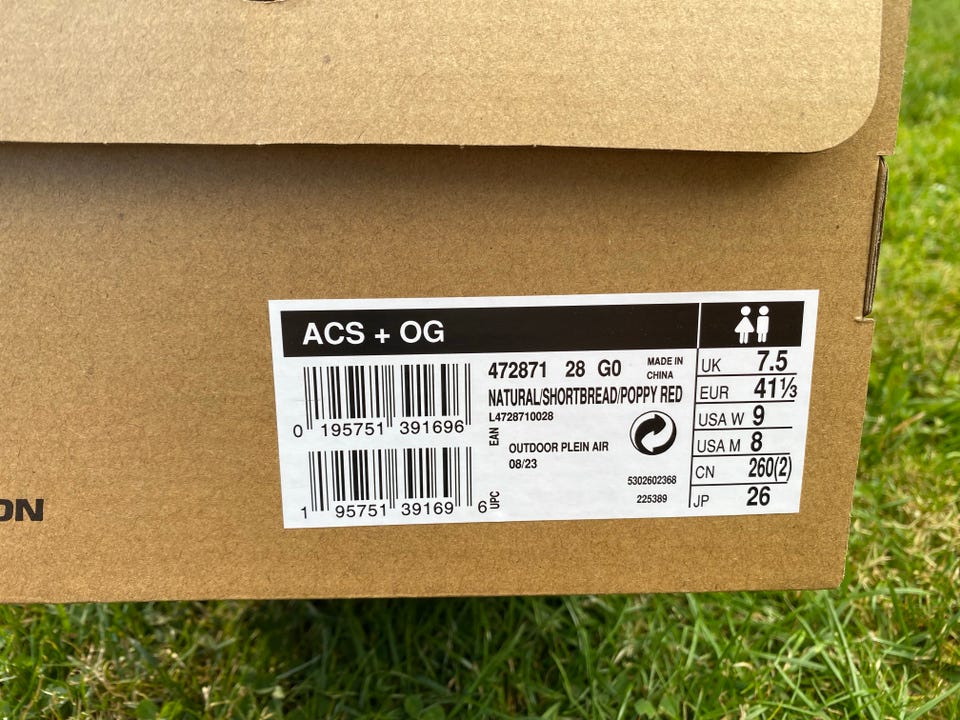 ACS + OG
0 195751 391696
1 95751 39169 6
EAN
UPC
472871 28 G0
MADE IN
CHINA
NATURAL/SHORTBREAD/POPPY RED
L4728710028
OUTDOOR PLEIN AIR
08/23
5302602368
225389
UK 7.5
EUR 41⅓
USA W 9
USA M 8
CN 260(2)
JP 26
ON